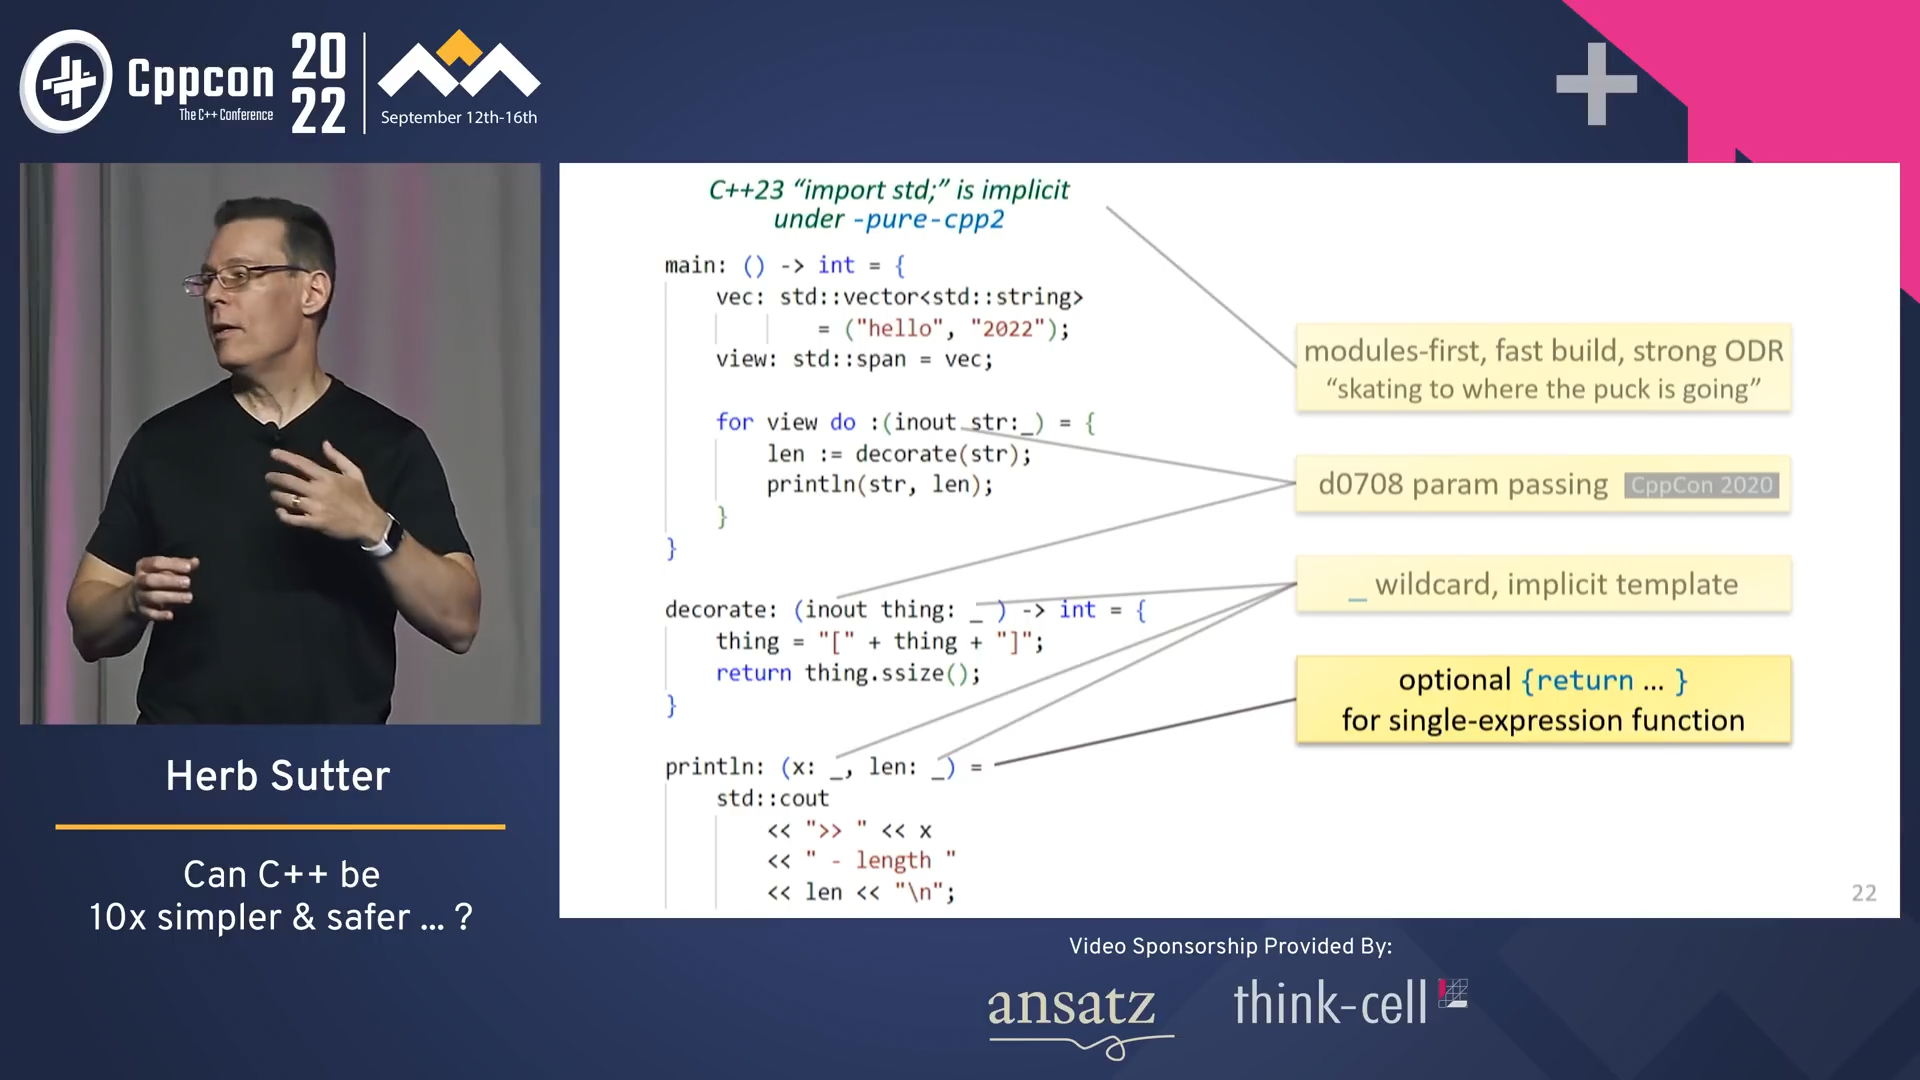 Cppcon
The C++ Conference
20
22
September 12th-16th
C++23 “import std;” is implicit
under -pure-cpp2
main: () -> int = {
vec: std::vector<std::string>
= ("hello", "2022");
view: std::span = vec;
for view do :(inout str:_) = {
len := decorate(str);
println(str, len);
}
}
decorate: (inout thing: _ ) -> int = {
thing = "[" + thing + "]";
return thing.ssize();
}
println: (x: _, len: _) =
std::cout
<< ">> " << x
<< " - length "
<< len << "\n";
modules-first, fast build, strong ODR
“skating to where the puck is going”
d0708 param passing CppCon 2020
_ wildcard, implicit template
optional {return … }
for single-expression function
22
Herb Sutter
Can C++ be
10x simpler & safer … ?
Video Sponsorship Provided By:
ansatz
think-cell